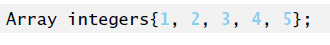 Array integers{1, 2, 3, 4, 5};